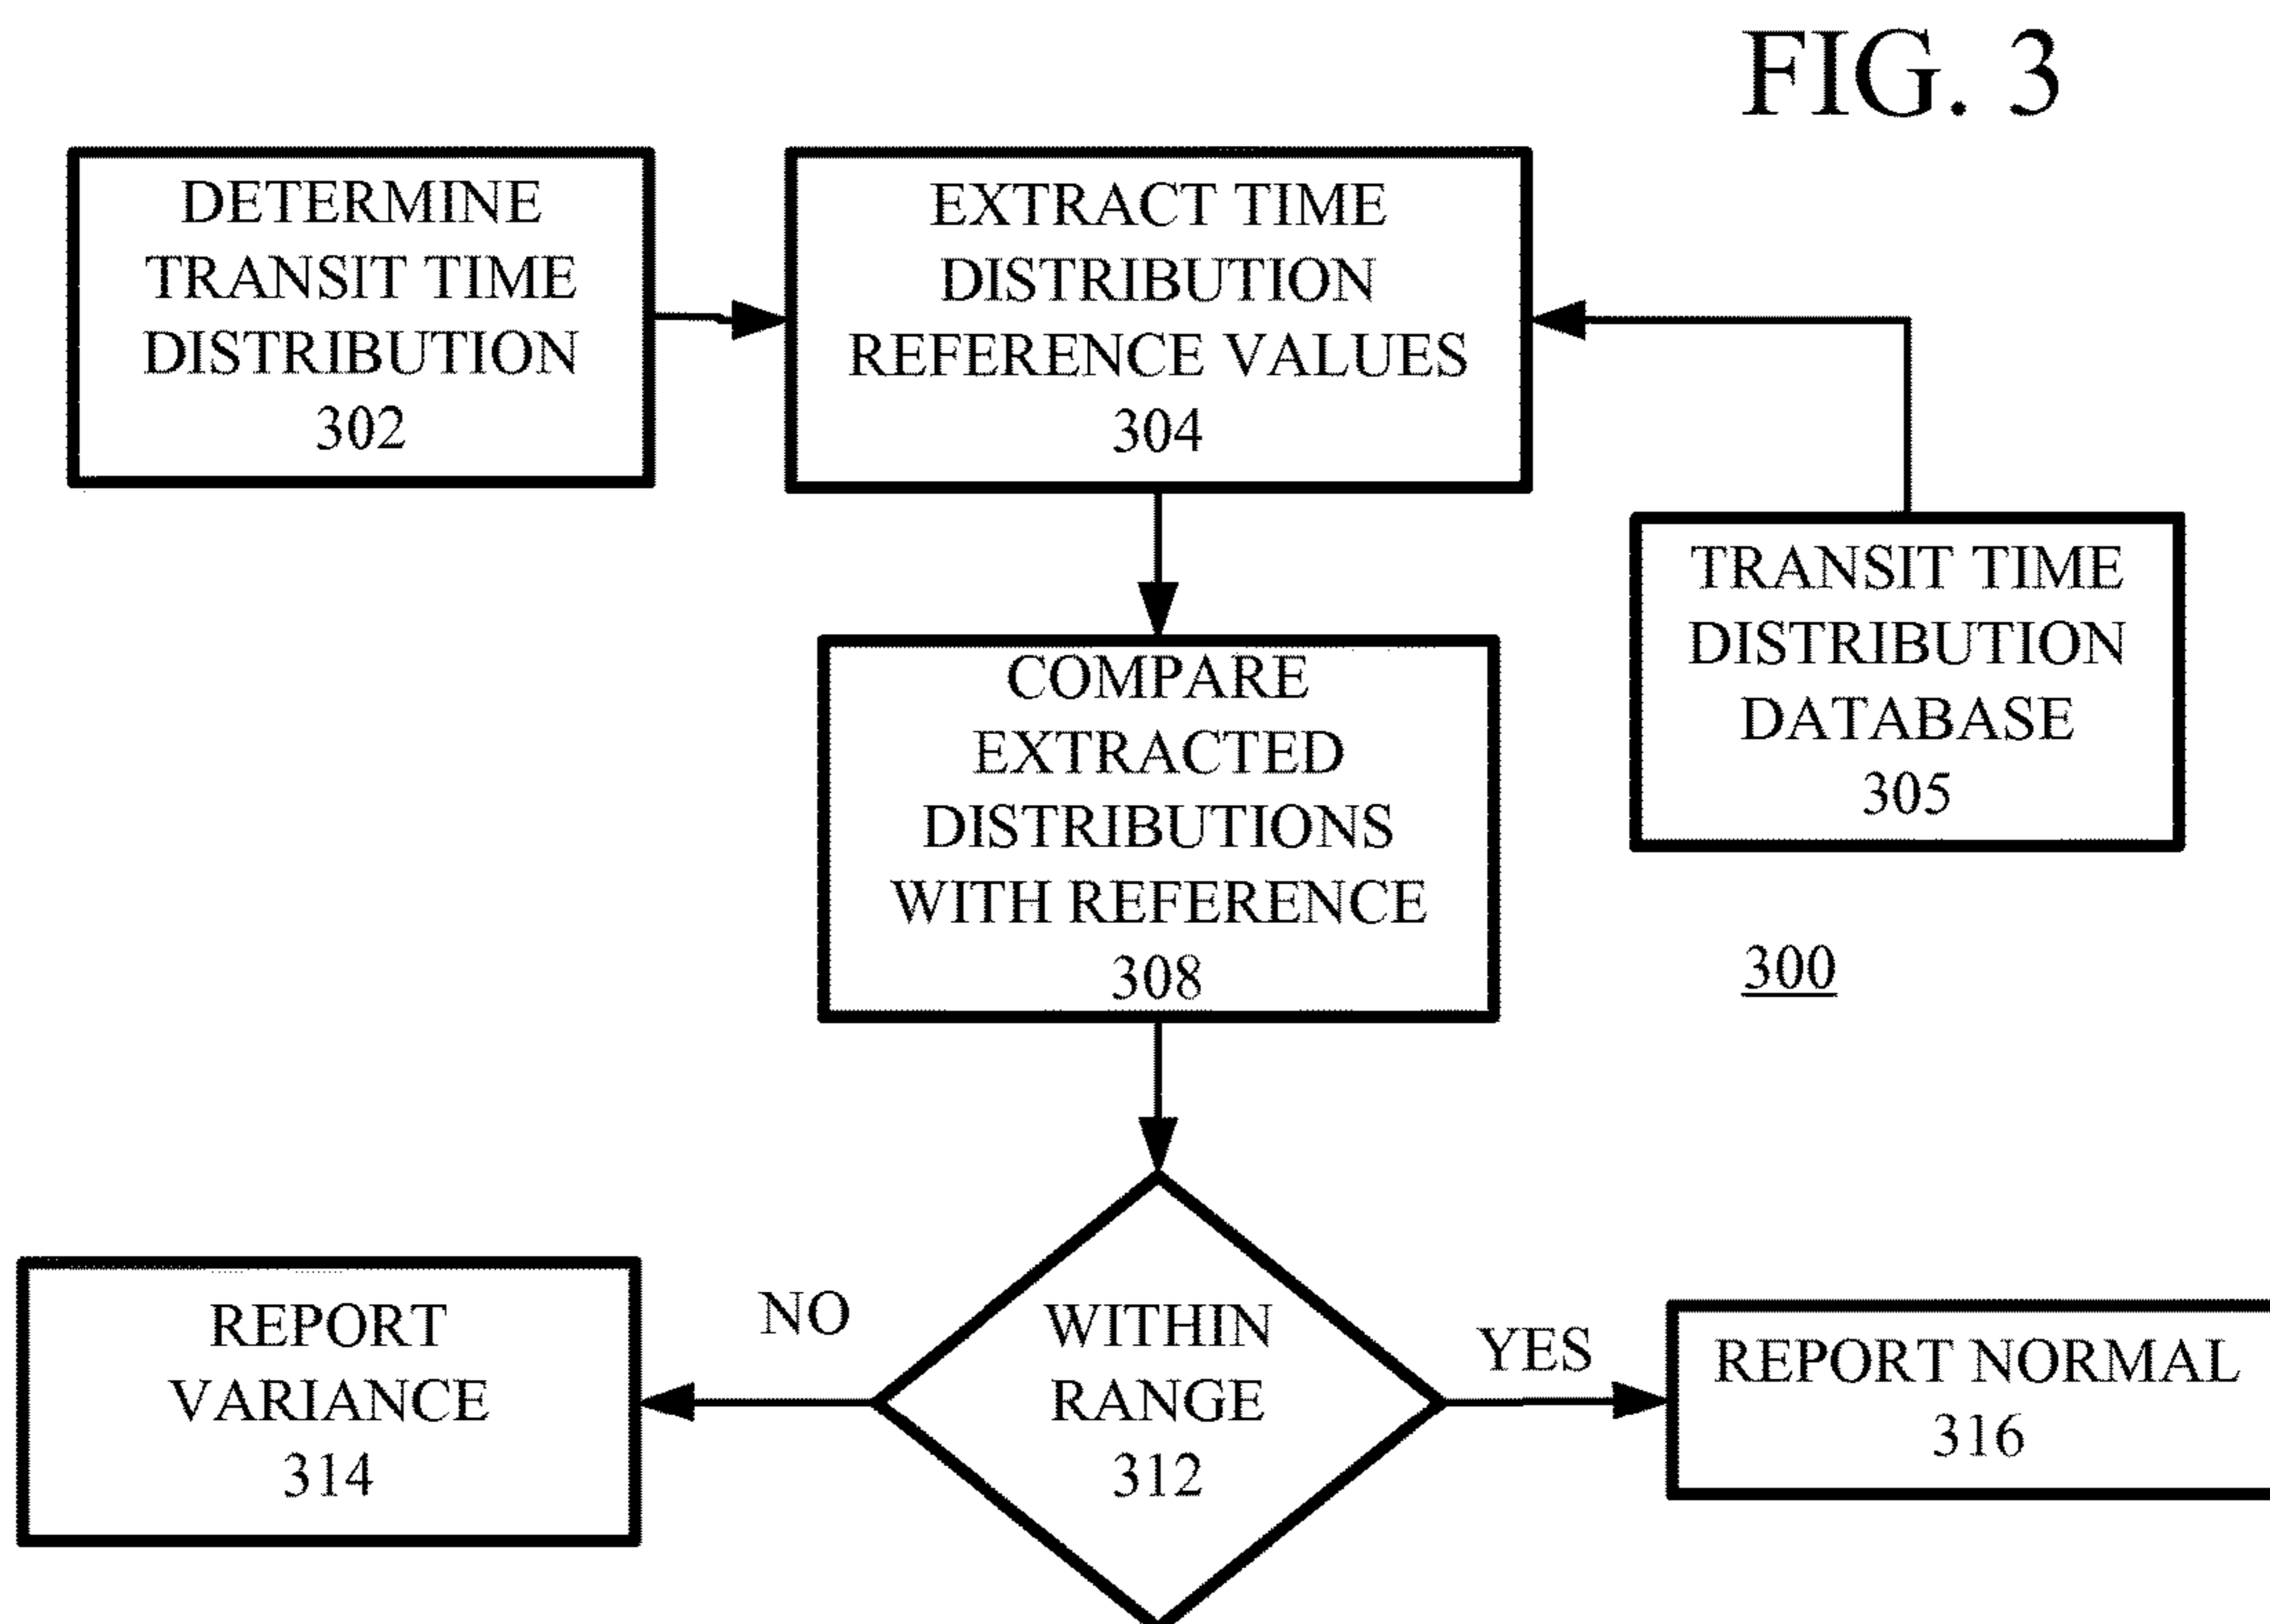 FIG. 3
DETERMINE
TRANSIT TIME
DISTRIBUTION
302
EXTRACT TIME
DISTRIBUTION
REFERENCE VALUES
304
TRANSIT TIME
DISTRIBUTION
DATABASE
305
COMPARE
EXTRACTED
DISTRIBUTIONS
WITH REFERENCE
308
300
WITHIN
RANGE
312
NO
REPORT
VARIANCE
314
YES
REPORT NORMAL
316